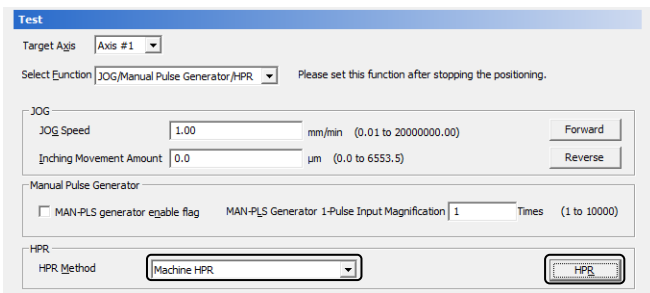 Test
Target Axis Axis #1
Select Function JOG/Manual Pulse Generator/HPR Please set this function after stopping the positioning.
JOG
JOG Speed 1.00 mm/min (0.01 to 20000000.00) Forward
Inching Movement Amount 0.0 μm (0.0 to 6553.5) Reverse
Manual Pulse Generator
MAN-PLS generator enable flag MAN-PLS Generator 1-Pulse Input Magnification 1 Times (1 to 10000)
HPR
HPR Method Machine HPR HPR